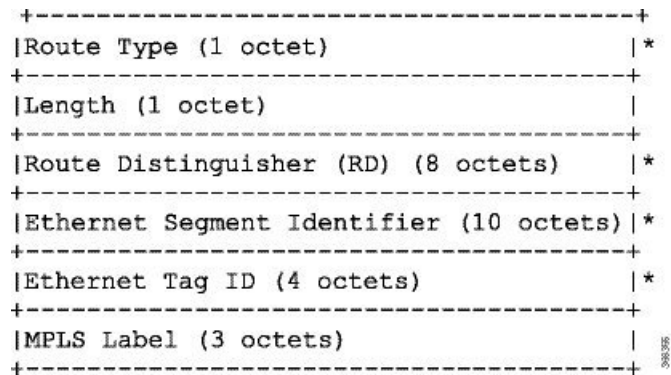 +-------------------------------------+
|Route Type (1 octet) |*
+-------------------------------------+
|Length (1 octet) |
+-------------------------------------+
|Route Distinguisher (RD) (8 octets) |*
+-------------------------------------+
|Ethernet Segment Identifier (10 octets)|*
+-------------------------------------+
|Ethernet Tag ID (4 octets) |*
+-------------------------------------+
|MPLS Label (3 octets) |
+-------------------------------------+